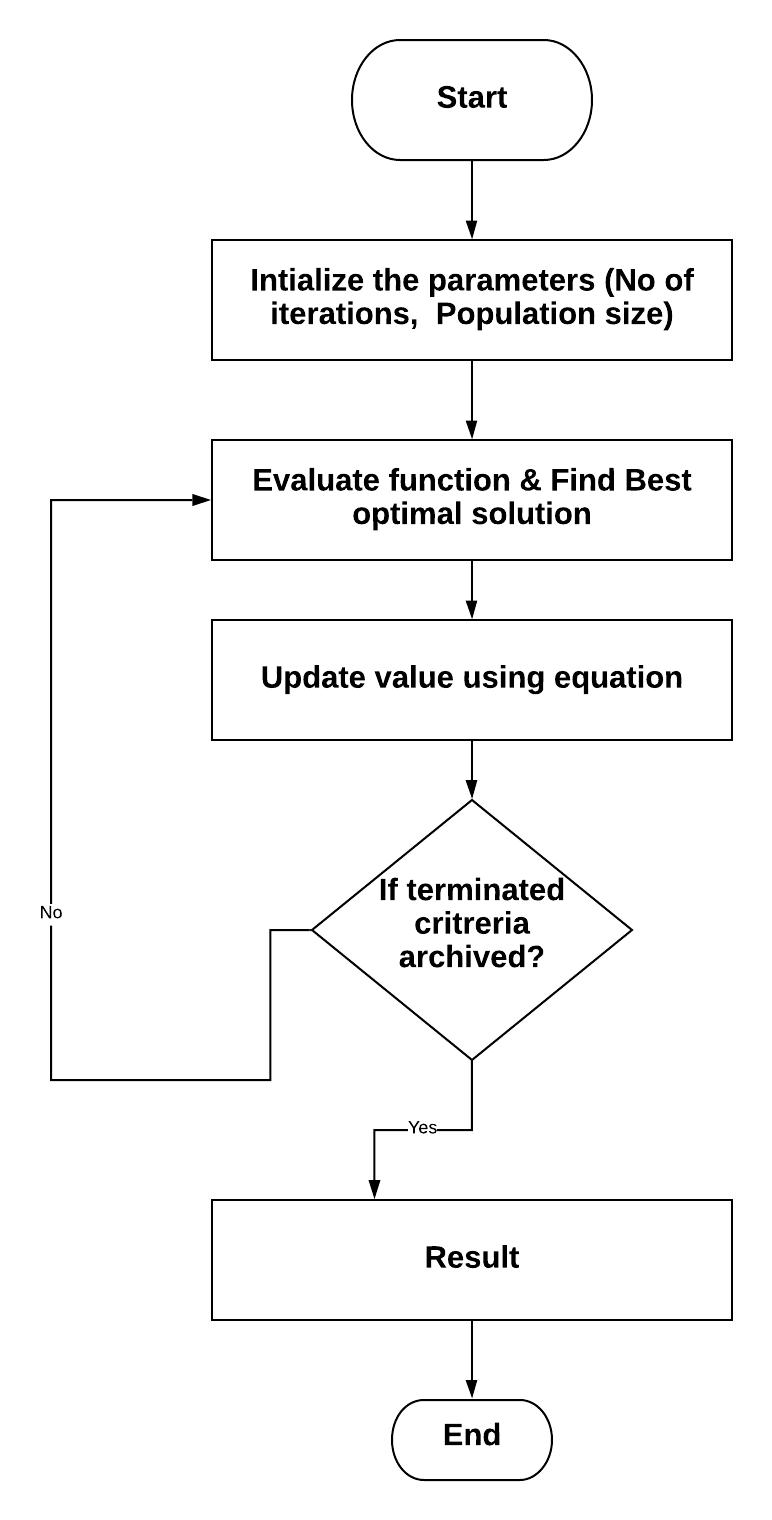 Start
Intialize the parameters (No of
iterations,  Population size)
Evaluate function & Find Best
optimal solution
Update value using equation
If terminated
critreria
archived?
No
Yes
Result
End